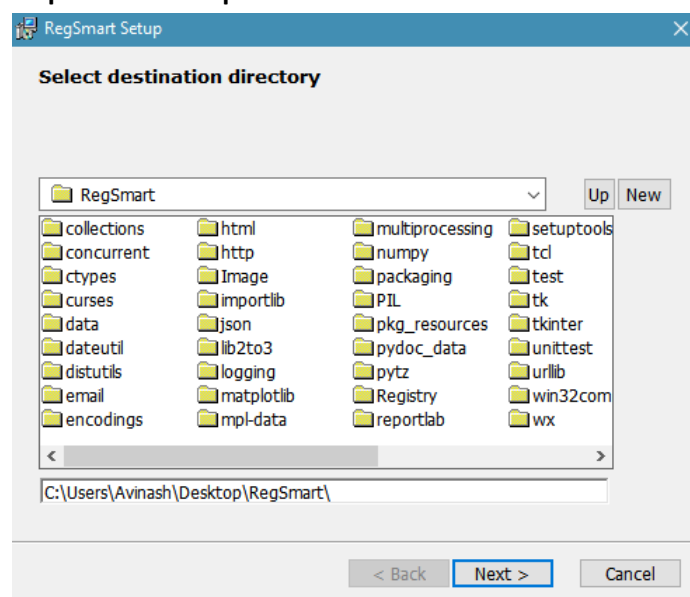 RegSmart Setup
Select destination directory
RegSmart
Up New
collections html multiprocessing setuptools
concurrent http numpy tcl
ctypes Image packaging test
curses importlib PIL tk
data json pkg_resources tkinter
dateutil lib2to3 pydoc_data unittest
distutils logging pytz urllib
email matplotlib Registry win32com
encodings mpl-data reportlab wx
C:\Users\Avinash\Desktop\RegSmart\
< Back Next > Cancel